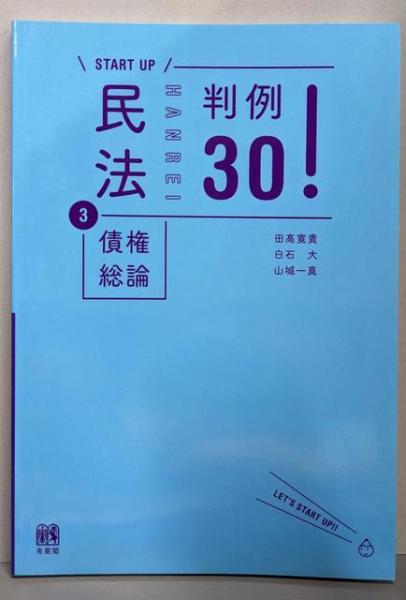 START UP
民法
HANREI
判例
30!
3
債権
総論
田髙寛貴
白石 大
山城一真
LET'S START UP!!
有斐閣